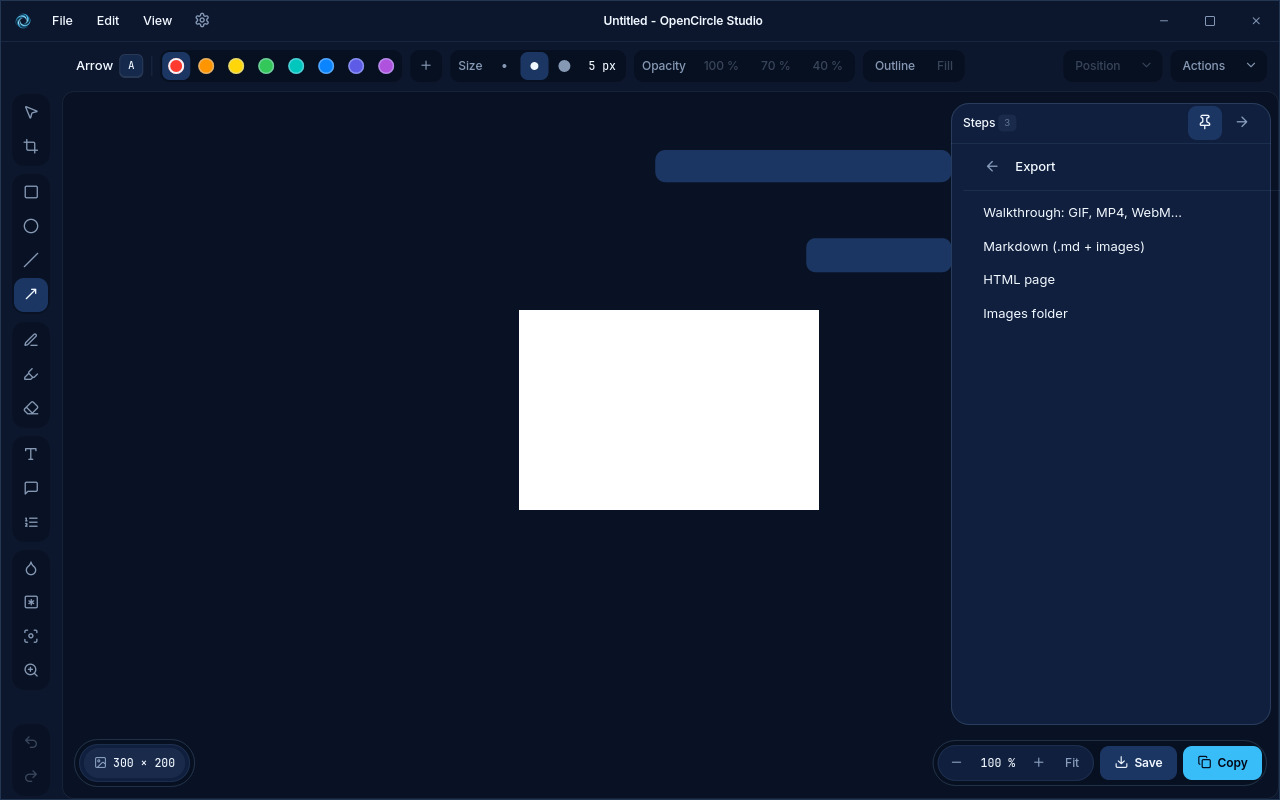 File Edit View
Untitled - OpenCircle Studio
Arrow A
Size
5 px
Opacity 100 % 70 % 40 %
Outline Fill
Position
Actions
Steps 3
Export
Walkthrough: GIF, MP4, WebM...
Markdown (.md + images)
HTML page
Images folder
300 × 200
100 %
Fit
Save
Copy